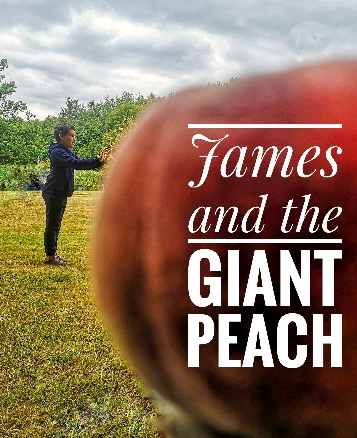 James
and the
GIANT
PEACH